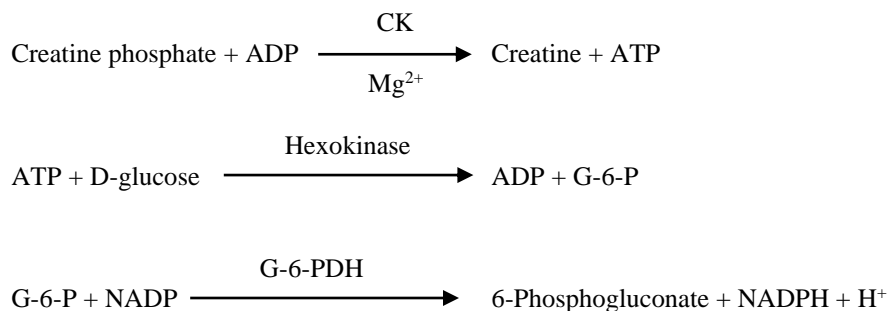 CK
Creatine phosphate + ADP Creatine + ATP
Mg²⁺
Hexokinase
ATP + D-glucose ADP + G-6-P
G-6-PDH
G-6-P + NADP 6-Phosphogluconate + NADPH + H⁺